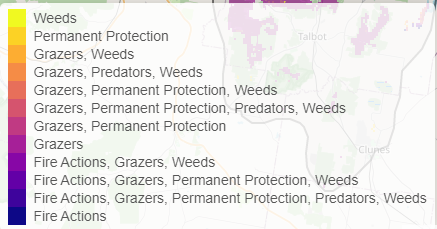 Weeds
Permanent Protection
Grazers, Weeds
Grazers, Predators, Weeds
Grazers, Permanent Protection, Weeds
Grazers, Permanent Protection, Predators, Weeds
Grazers, Permanent Protection
Grazers
Fire Actions, Grazers, Weeds
Fire Actions, Grazers, Permanent Protection, Weeds
Fire Actions, Grazers, Permanent Protection, Predators, Weeds
Fire Actions
Talbot
Clunes